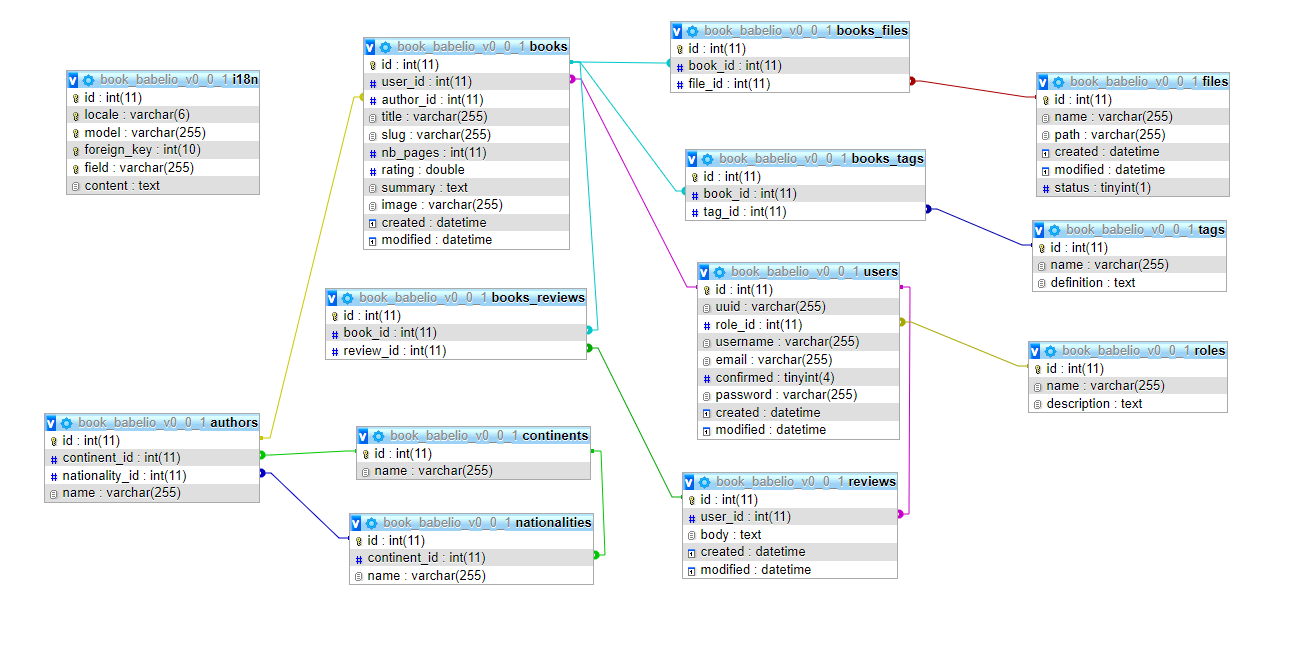 book_babelio_v0_0_1 i18n
id : int(11)
locale : varchar(6)
model : varchar(255)
foreign_key : int(10)
field : varchar(255)
content : text
book_babelio_v0_0_1 books
id : int(11)
user_id : int(11)
author_id : int(11)
title : varchar(255)
slug : varchar(255)
nb_pages : int(11)
rating : double
summary : text
image : varchar(255)
created : datetime
modified : datetime
book_babelio_v0_0_1 books_files
id : int(11)
book_id : int(11)
file_id : int(11)
book_babelio_v0_0_1 files
id : int(11)
name : varchar(255)
path : varchar(255)
created : datetime
modified : datetime
status : tinyint(1)
book_babelio_v0_0_1 books_tags
id : int(11)
book_id : int(11)
tag_id : int(11)
book_babelio_v0_0_1 tags
id : int(11)
name : varchar(255)
definition : text
book_babelio_v0_0_1 users
id : int(11)
uuid : varchar(255)
role_id : int(11)
username : varchar(255)
email : varchar(255)
confirmed : tinyint(4)
password : varchar(255)
created : datetime
modified : datetime
book_babelio_v0_0_1 books_reviews
id : int(11)
book_id : int(11)
review_id : int(11)
book_babelio_v0_0_1 roles
id : int(11)
name : varchar(255)
description : text
book_babelio_v0_0_1 authors
id : int(11)
continent_id : int(11)
nationality_id : int(11)
name : varchar(255)
book_babelio_v0_0_1 continents
id : int(11)
name : varchar(255)
book_babelio_v0_0_1 reviews
id : int(11)
user_id : int(11)
body : text
created : datetime
modified : datetime
book_babelio_v0_0_1 nationalities
id : int(11)
continent_id : int(11)
name : varchar(255)